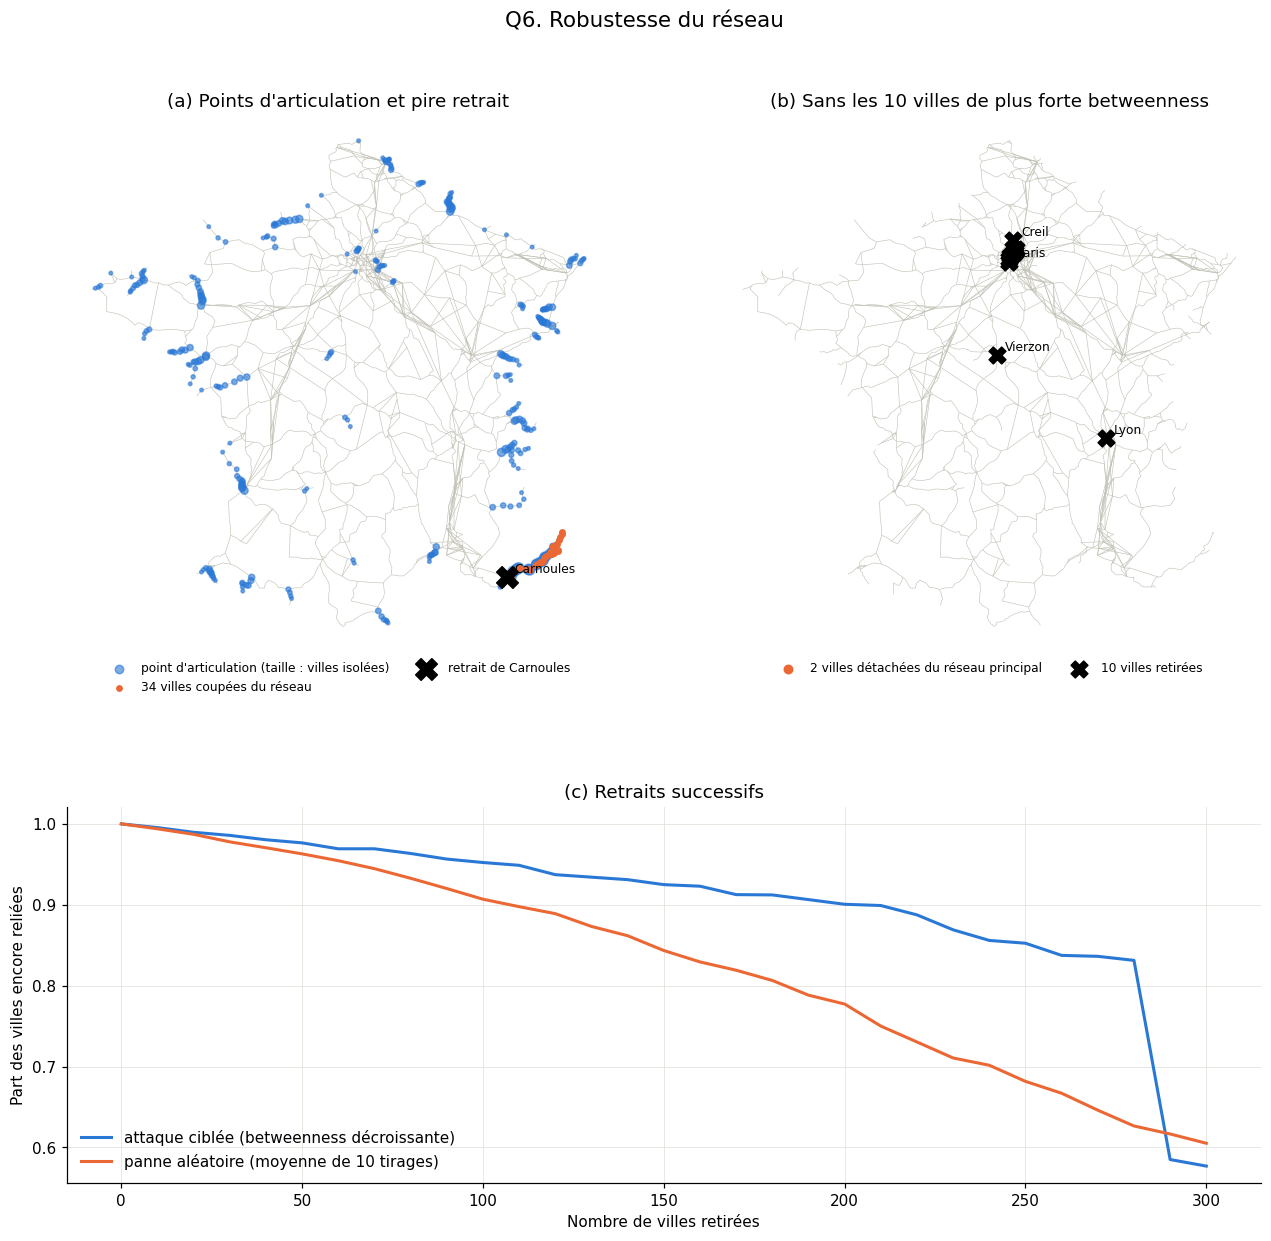 Q6. Robustesse du réseau
(a) Points d'articulation et pire retrait
(b) Sans les 10 villes de plus forte betweenness
Creil
Vierzon
Lyon
point d'articulation (taille : villes isolées)
retrait de Carnoules
34 villes coupées du réseau
2 villes détachées du réseau principal
10 villes retirées
(c) Retraits successifs
Part des villes encore reliées
1.0
0.9
0.8
0.7
0.6
attaque ciblée (betweenness décroissante)
panne aléatoire (moyenne de 10 tirages)
0
50
100
150
200
250
300
Nombre de villes retirées